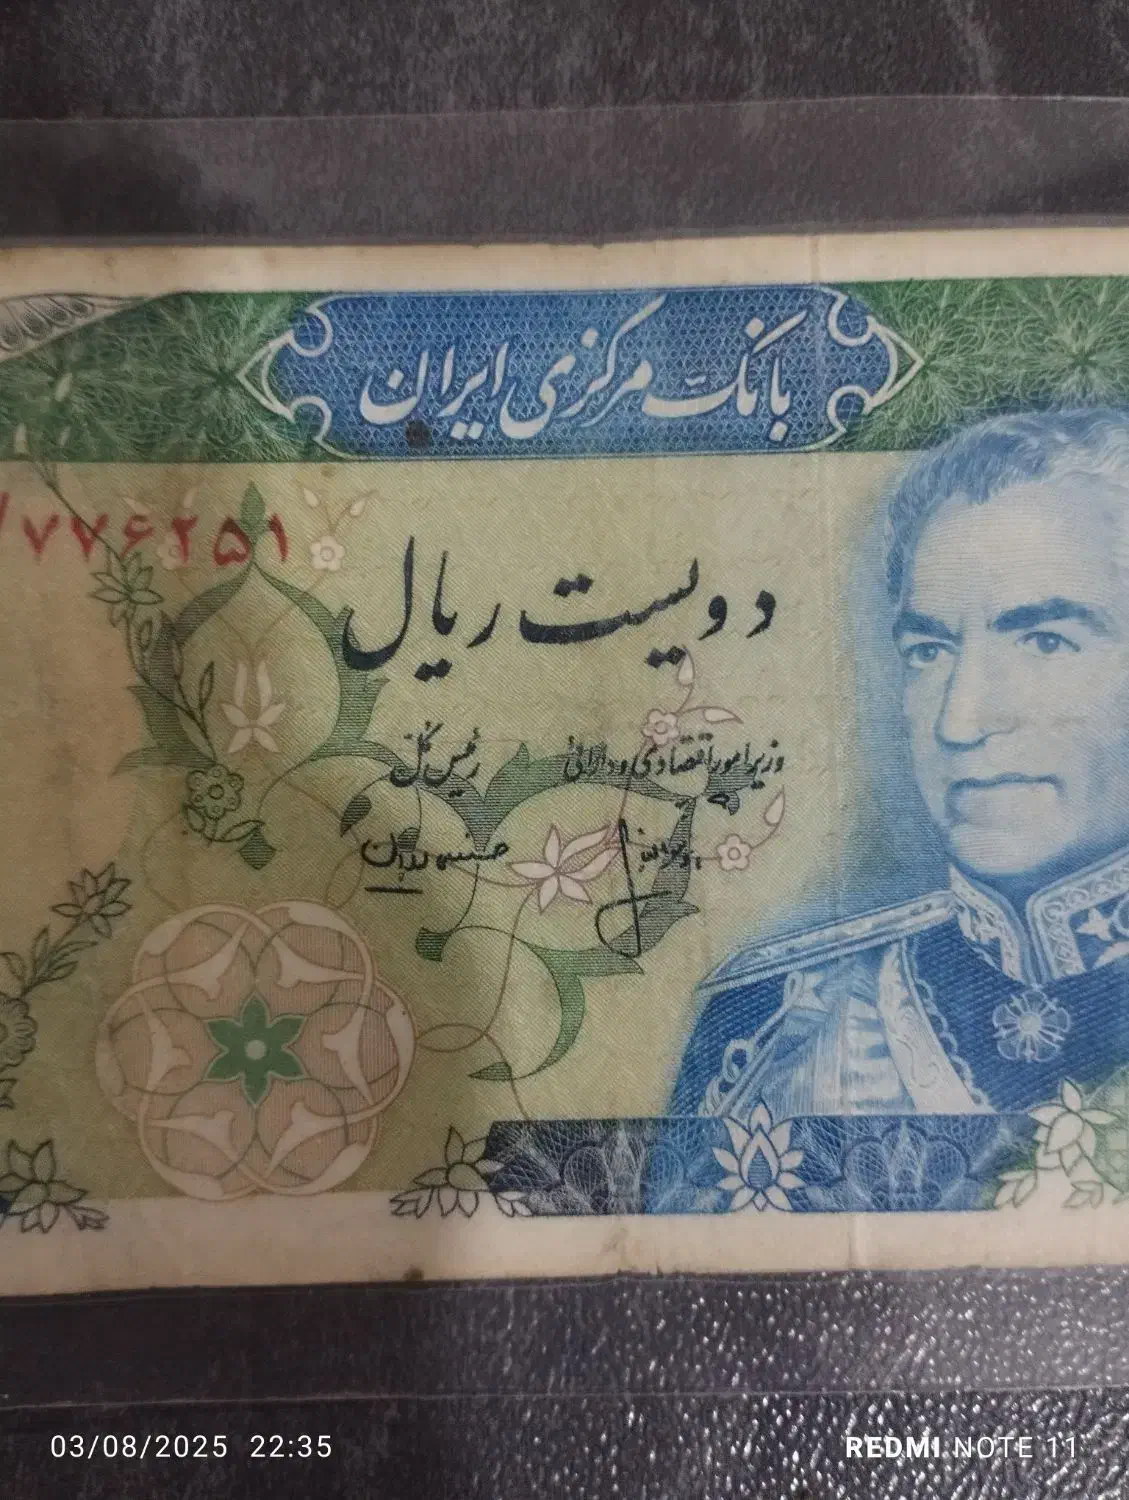 بانک مرکزی ایران
/۷۷۶۲۵۱
دویست ریال
وزیر امور اقتصادی و دارائی
رئیس کل
03/08/2025 22:35
REDMI NOTE 11